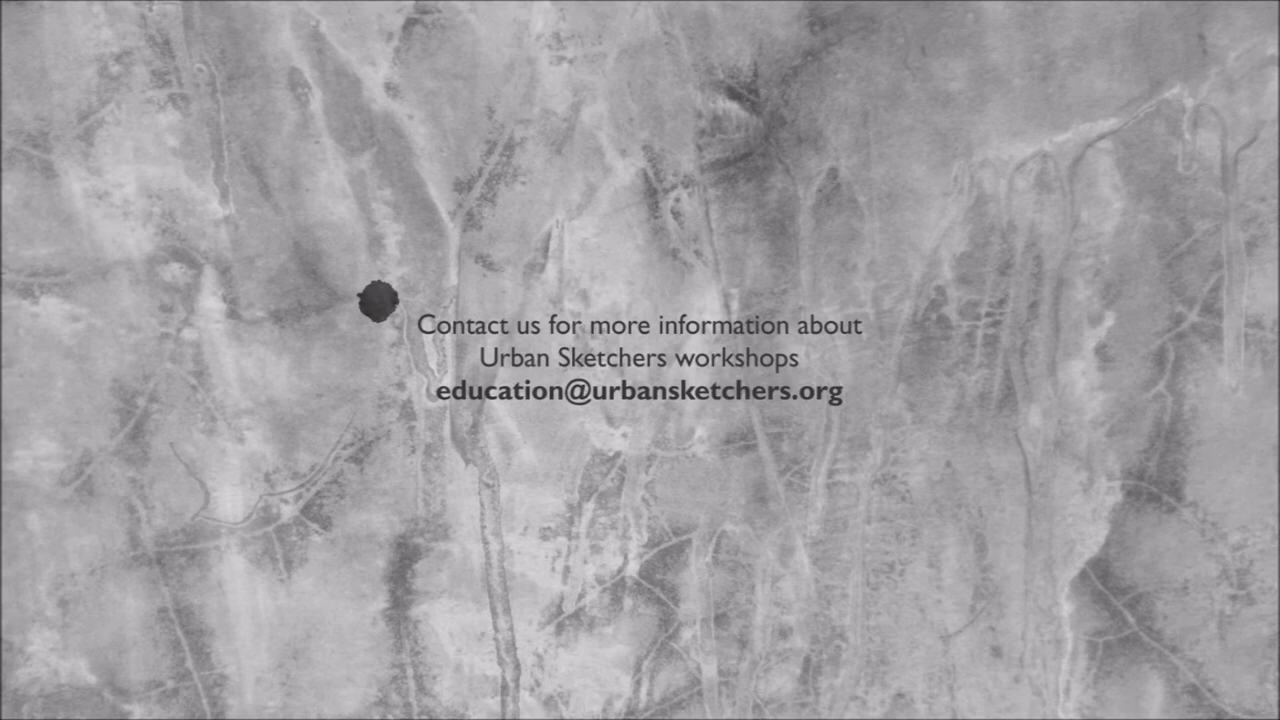 Contact us for more information about
Urban Sketchers workshops
education@urbansketchers.org